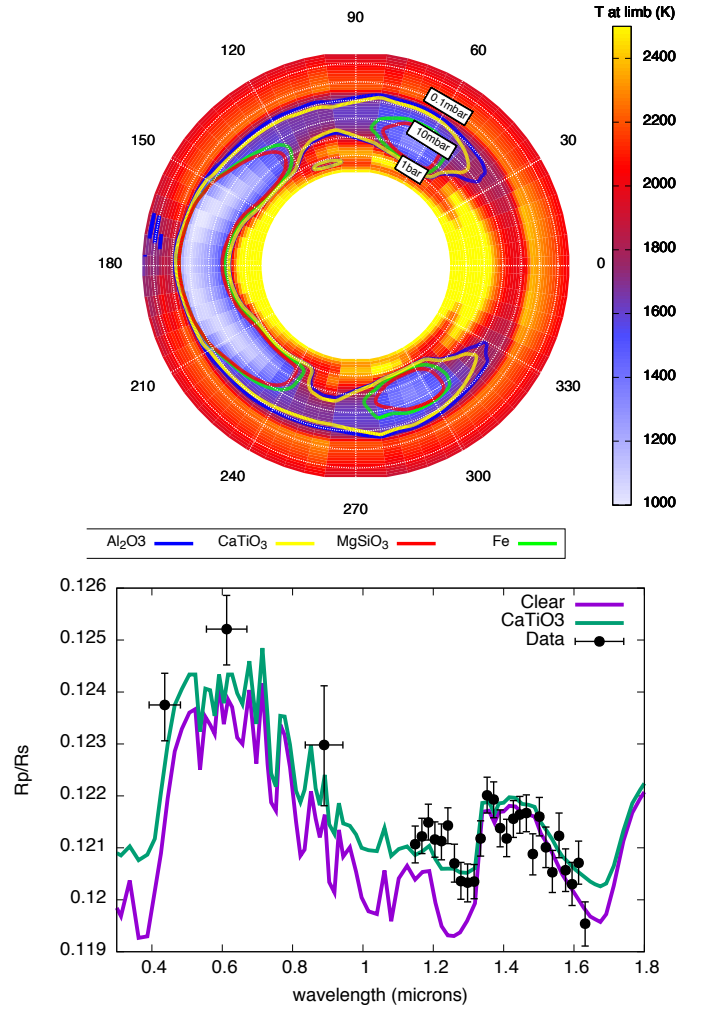 T at limb (K)
90
120
60
2400
0.1mbar
150
10mbar
30
2200
1bar
2000
180
0
1800
1600
210
330
1400
1200
240
300
1000
270
Al₂O3 CaTiO₃ MgSiO₃ Fe
0.126
Clear
0.125
CaTiO3
Data
0.124
0.123
Rp/Rs
0.122
0.121
0.12
0.119
0.4 0.6 0.8 1 1.2 1.4 1.6 1.8
wavelength (microns)